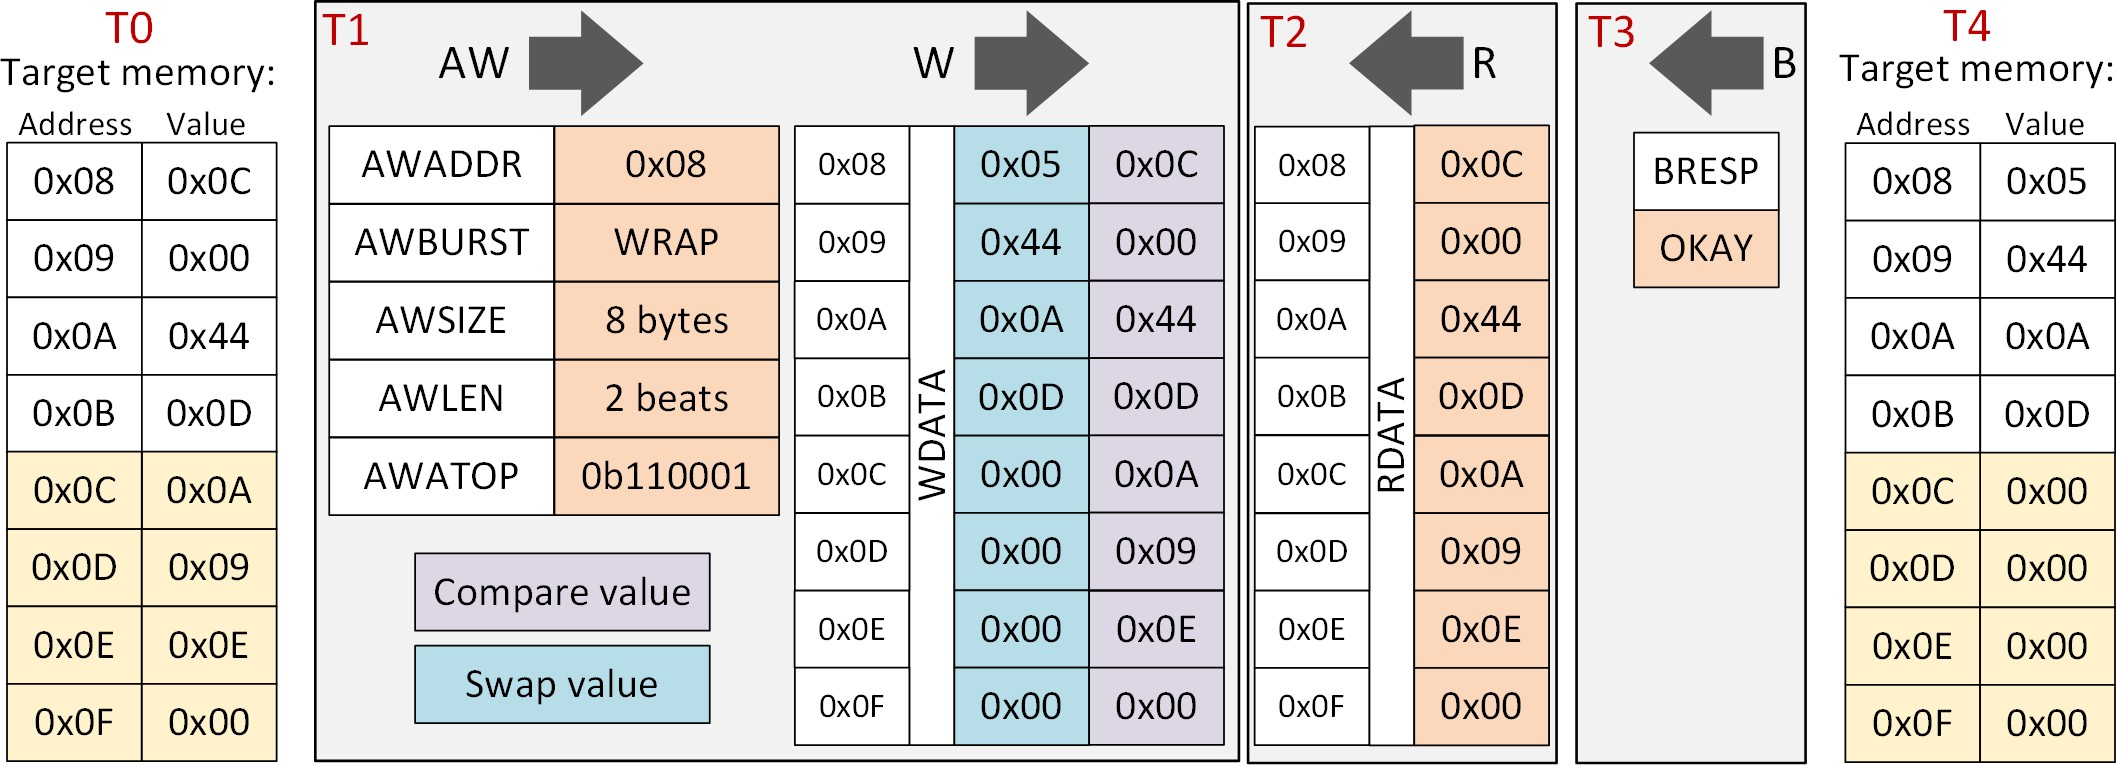 T0
Target memory:
Address Value
0x08 0x0C
0x09 0x00
0x0A 0x44
0x0B 0x0D
0x0C 0x0A
0x0D 0x09
0x0E 0x0E
0x0F 0x00
T1
AW
AWADDR 0x08
AWBURST WRAP
AWSIZE 8 bytes
AWLEN 2 beats
AWATOP 0b110001
Compare value
Swap value
W
WDATA
0x08 0x05 0x0C
0x09 0x44 0x00
0x0A 0x0A 0x44
0x0B 0x0D 0x0D
0x0C 0x00 0x0A
0x0D 0x00 0x09
0x0E 0x00 0x0E
0x0F 0x00 0x00
T2
R
RDATA
0x08 0x0C
0x09 0x00
0x0A 0x44
0x0B 0x0D
0x0C 0x0A
0x0D 0x09
0x0E 0x0E
0x0F 0x00
T3
B
BRESP
OKAY
T4
Target memory:
Address Value
0x08 0x05
0x09 0x44
0x0A 0x0A
0x0B 0x0D
0x0C 0x00
0x0D 0x00
0x0E 0x00
0x0F 0x00